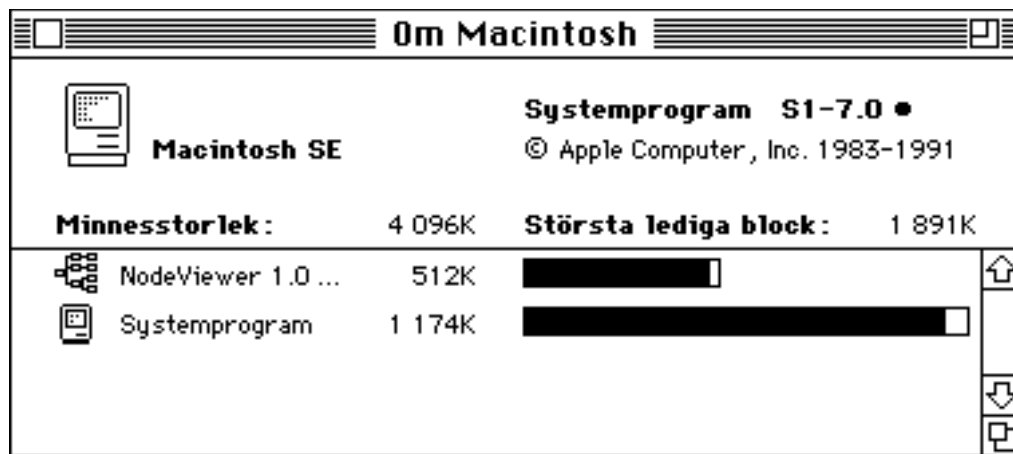 Om Macintosh
Systemprogram S1-7.0 •
Macintosh SE
© Apple Computer, Inc. 1983-1991
Minnesstorlek: 4 096K Största lediga block: 1 891K
NodeViewer 1.0 ... 512K
Systemprogram 1 174K